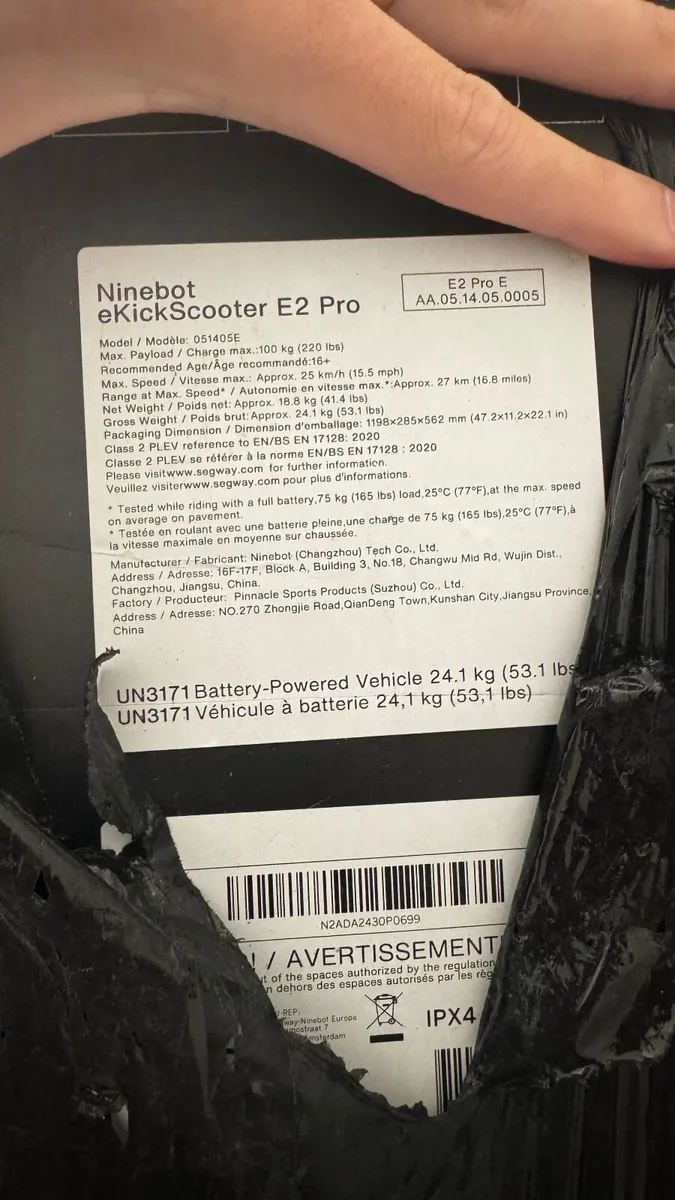 Ninebot
eKickScooter E2 Pro
E2 Pro E
AA.05.14.05.0005
Model / Modèle: 051405E
Max. Payload / Charge max.:100 kg (220 lbs)
Recommended Age/Âge recommandé:16+
Max. Speed / Vitesse max.: Approx. 25 km/h (15.5 mph)
Range at Max. Speed* / Autonomie en vitesse max.*:Approx. 27 km (16.8 miles)
Net Weight / Poids net: Approx. 18.8 kg (41.4 lbs)
Gross Weight / Poids brut: Approx. 24.1 kg (53.1 lbs)
Packaging Dimension / Dimension d'emballage: 1198×285×562 mm (47.2×11.2×22.1 in)
Class 2 PLEV reference to EN/BS EN 17128: 2020
Classe 2 PLEV se référer à la norme EN/BS EN 17128 : 2020
Please visitwww.segway.com for further information.
Veuillez visiterwww.segway.com pour plus d'informations.
* Tested while riding with a full battery,75 kg (165 lbs) load,25°C (77°F),at the max. speed
on average on pavement.
* Testée en roulant avec une batterie pleine,une charge de 75 kg (165 lbs),25°C (77°F),à
la vitesse maximale en moyenne sur chaussée.
Manufacturer / Fabricant: Ninebot (Changzhou) Tech Co., Ltd.
Address / Adresse: 16F-17F, Block A, Building 3, No.18, Changwu Mid Rd, Wujin Dist.,
Changzhou, Jiangsu, China.
Factory / Producteur: Pinnacle Sports Products (Suzhou) Co., Ltd.
Address / Adresse: NO.270 Zhongjie Road,QianDeng Town,Kunshan City,Jiangsu Province,
China
UN3171 Battery-Powered Vehicle 24.1 kg (53.1 lbs
UN3171 Véhicule à batterie 24,1 kg (53,1 lbs)
N2ADA2430P0699
! / AVERTISSEMENT
of the spaces authorized by the regulation
dehors des espaces autorisés par les
REP
Ninebot Europe
7
Amsterdam
IPX4